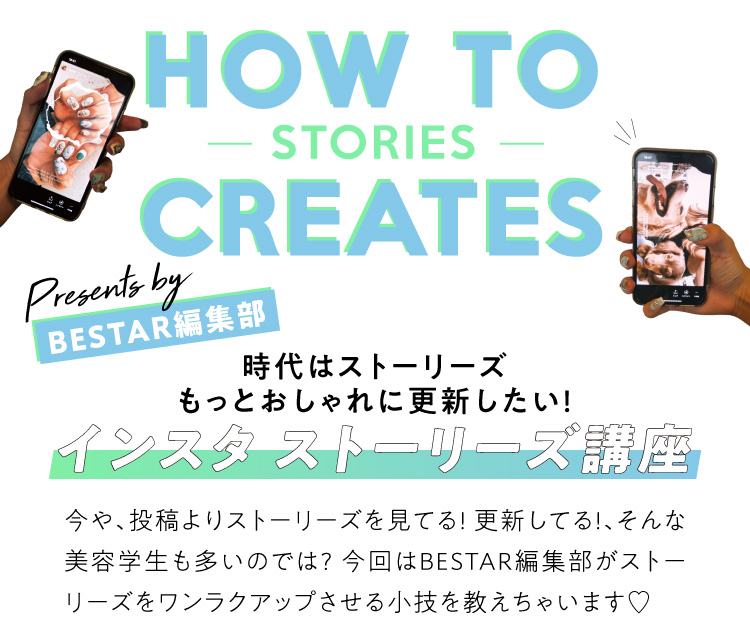 HOW TO
STORIES
CREATES
Presents by
BESTAR編集部
時代はストーリーズ
もっとおしゃれに更新したい!
インスタ ストーリーズ講座
今や、投稿よりストーリーズを見てる! 更新してる!、そんな
美容学生も多いのでは? 今回はBESTAR編集部がストー
リーズをワンラクアップさせる小技を教えちゃいます♡